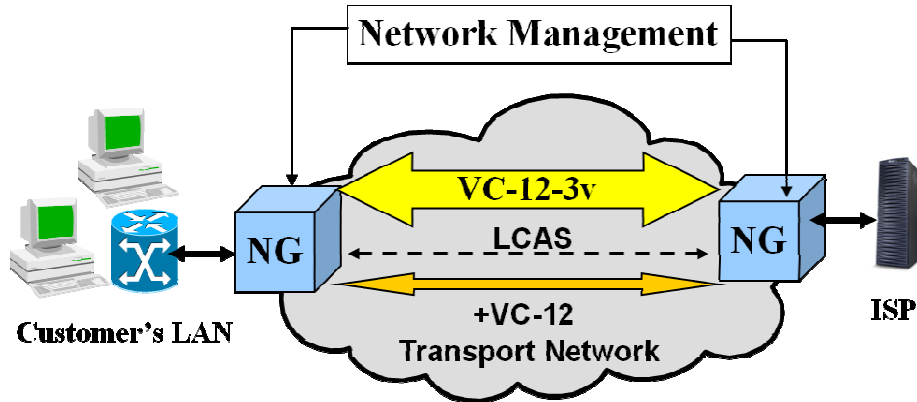 Network Management
VC-12-3v
NG
LCAS
NG
+VC-12
Transport Network
Customer's LAN
ISP